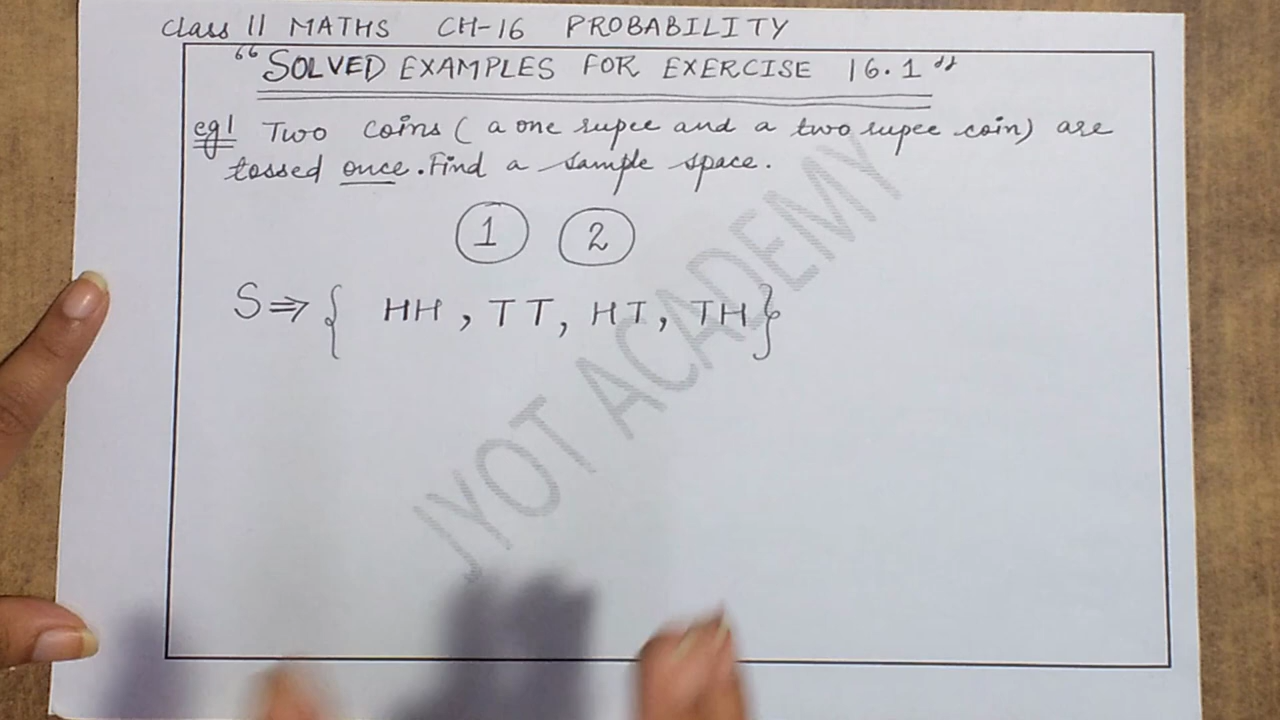 Class 11 MATHS CH-16 PROBABILITY
"SOLVED EXAMPLES FOR EXERCISE 16.1"
eg1 Two coins ( a one rupee and a two rupee coin) are
tossed once. Find a sample space.
1 2
S⇒ { HH, TT, HT, TH}
JYOT ACADEMY